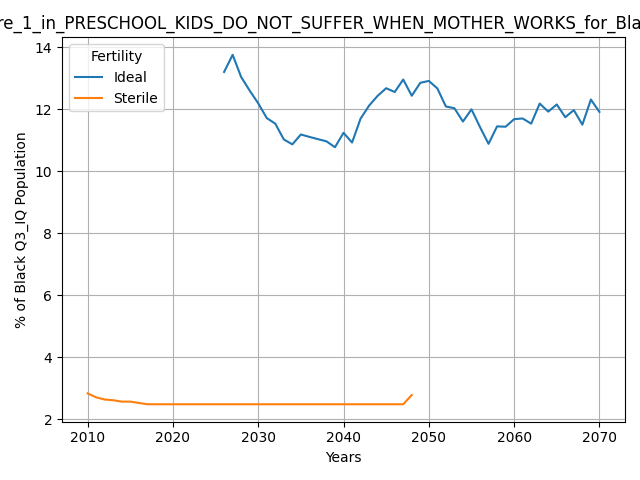 re_1_in_PRESCHOOL_KIDS_DO_NOT_SUFFER_WHEN_MOTHER_WORKS_for_Bla
Fertility
Ideal
Sterile
% of Black Q3_IQ Population
14
12
10
8
6
4
2
2010 2020 2030 2040 2050 2060 2070
Years